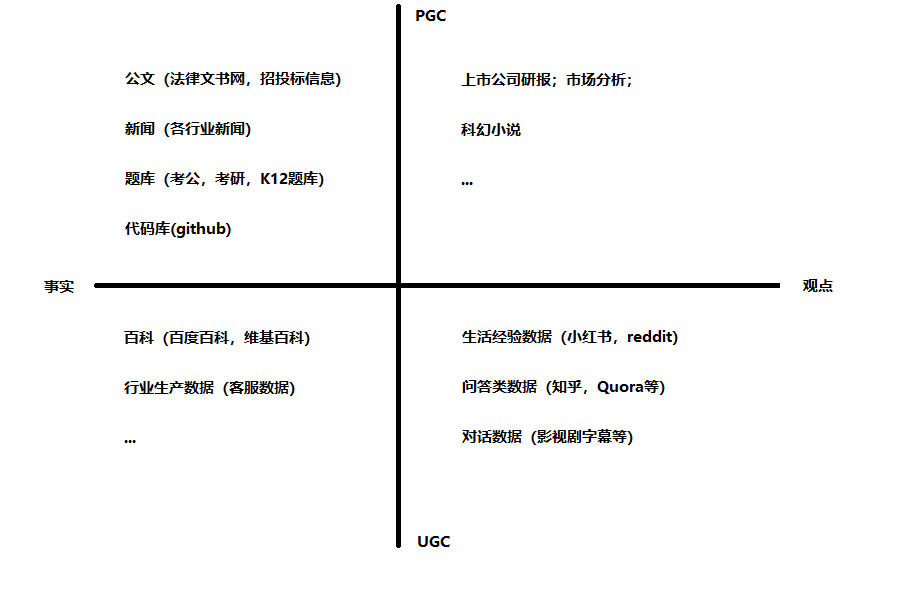 PGC
公文（法律文书网，招投标信息）
新闻（各行业新闻）
题库（考公，考研，K12题库）
代码库(github)
上市公司研报；市场分析；
科幻小说
...
事实
观点
百科（百度百科，维基百科）
行业生产数据（客服数据）
...
生活经验数据（小红书，reddit）
问答类数据（知乎，Quora等）
对话数据（影视剧字幕等）
UGC